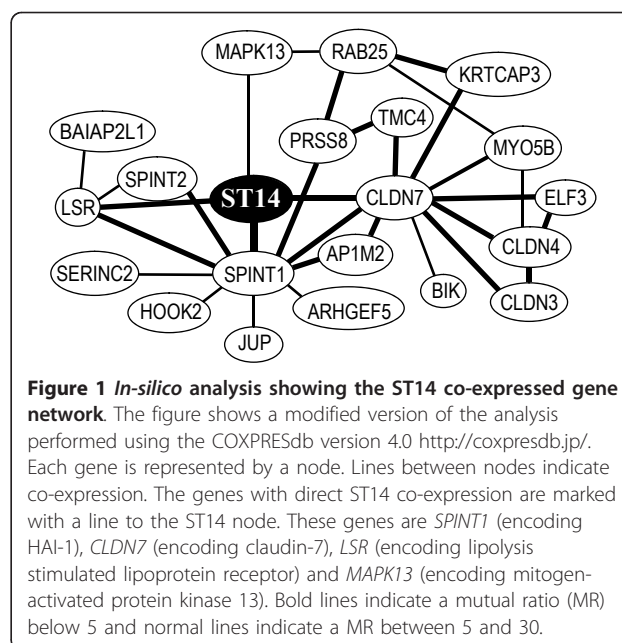 MAPK13
RAB25
KRTCAP3
BAIAP2L1
TMC4
PRSS8
MYO5B
SPINT2
ST14
CLDN7
ELF3
LSR
AP1M2
CLDN4
SERINC2
SPINT1
BIK
CLDN3
HOOK2
ARHGEF5
JUP
Figure 1 In-silico analysis showing the ST14 co-expressed gene
network. The figure shows a modified version of the analysis
performed using the COXPRESdb version 4.0 http://coxpresdb.jp/.
Each gene is represented by a node. Lines between nodes indicate
co-expression. The genes with direct ST14 co-expression are marked
with a line to the ST14 node. These genes are SPINT1 (encoding
HAI-1), CLDN7 (encoding claudin-7), LSR (encoding lipolysis
stimulated lipoprotein receptor) and MAPK13 (encoding mitogen-
activated protein kinase 13). Bold lines indicate a mutual ratio (MR)
below 5 and normal lines indicate a MR between 5 and 30.